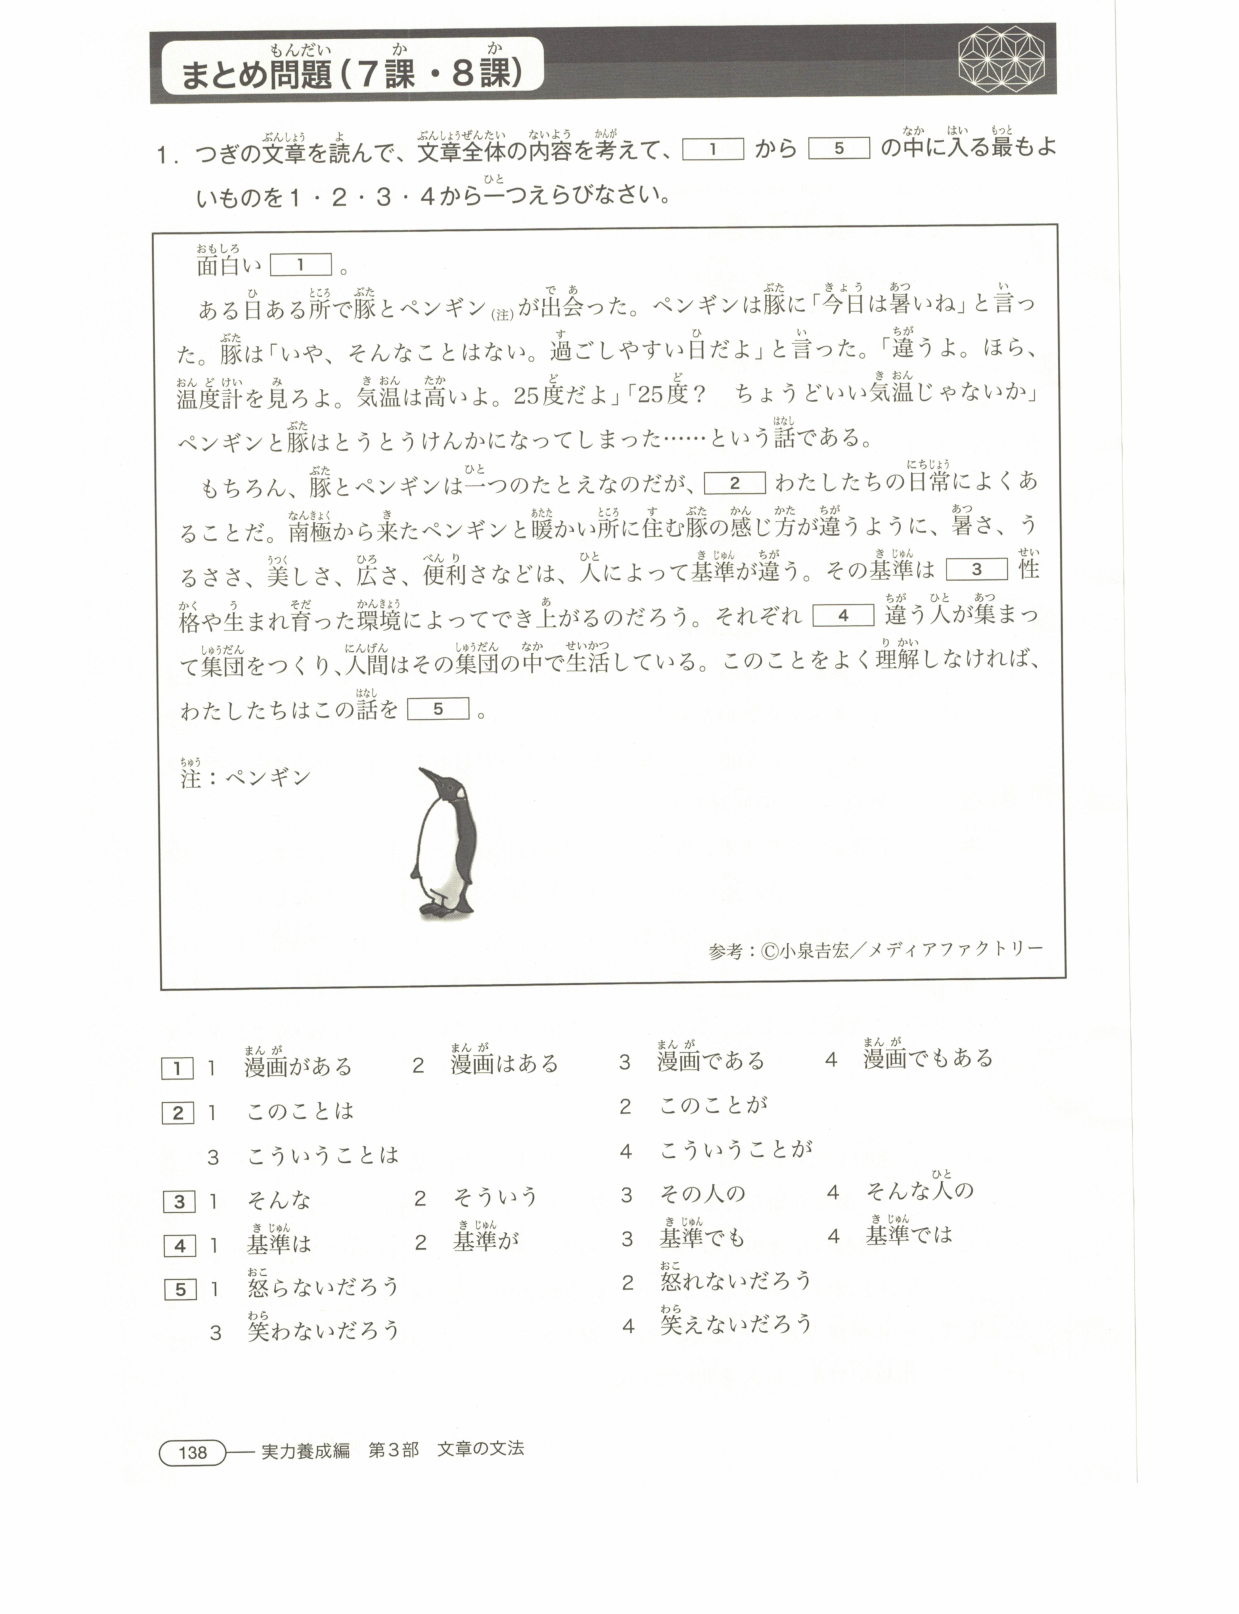 まとめ問題(7課・8課)
1. つぎの文章を読んで、文章全体の内容を考えて、 1 から 5 の中に入る最もよ
いものを1・2・3・4から一つえらびなさい。
面白い 1 。
ある日ある所で豚とペンギン(注)が出会った。ペンギンは豚に「今日は暑いね」と言っ
た。豚は「いや、そんなことはない。過ごしやすい日だよ」と言った。「違うよ。ほら、
温度計を見ろよ。気温は高いよ。25度だよ」「25度? ちょうどいい気温じゃないか」
ペンギンと豚はとうとうけんかになってしまった……という話である。
もちろん、豚とペンギンは一つのたとえなのだが、 2 わたしたちの日常によくあ
ることだ。南極から来たペンギンと暖かい所に住む豚の感じ方が違うように、暑さ、う
るささ、美しさ、広さ、便利さなどは、人によって基準が違う。その基準は 3 性
格や生まれ育った環境によってでき上がるのだろう。それぞれ 4 違う人が集まっ
て集団をつくり、人間はその集団の中で生活している。このことをよく理解しなければ、
わたしたちはこの話を 5 。
注:ペンギン
参考:©小泉吉宏/メディアファクトリー
1 1 漫画がある 2 漫画はある 3 漫画である 4 漫画でもある
2 1 このことは 2 このことが
3 こういうことは 4 こういうことが
3 1 そんな 2 そういう 3 その人の 4 そんな人の
4 1 基準は 2 基準が 3 基準でも 4 基準では
5 1 怒らないだろう 2 怒れないだろう
3 笑わないだろう 4 笑えないだろう
138 実力養成編 第3部 文章の文法